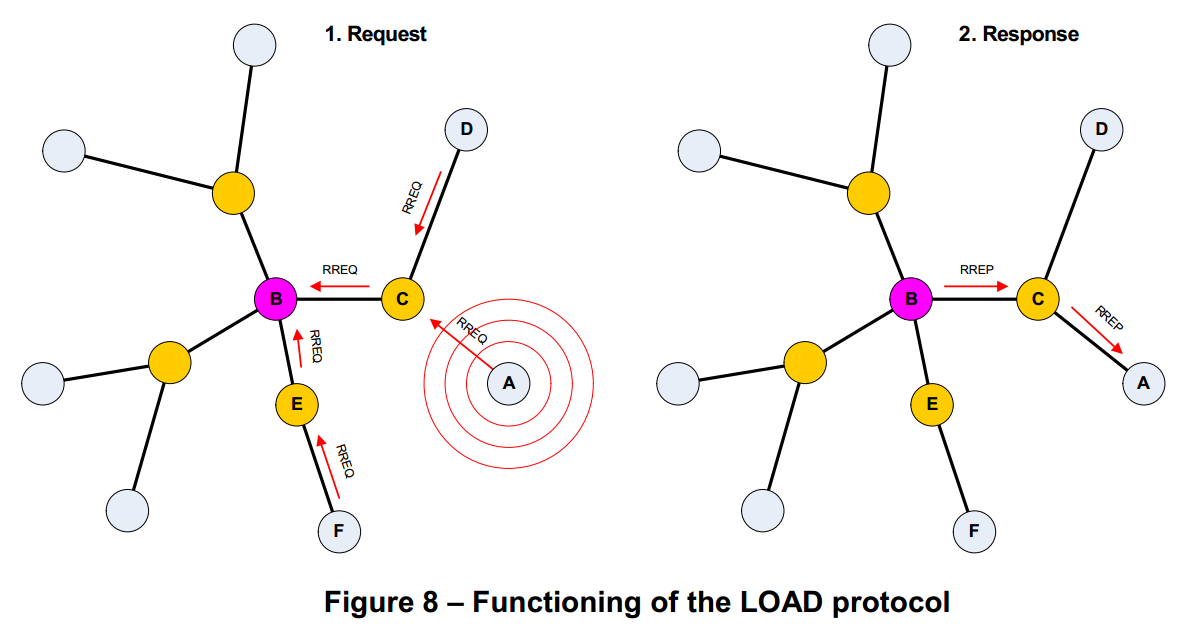 1. Request
D
RREQ
RREQ
B
C
RREQ
RREQ
A
E
RREQ
F
2. Response
D
RREP
B
C
RREP
A
E
F
Figure 8 – Functioning of the LOAD protocol